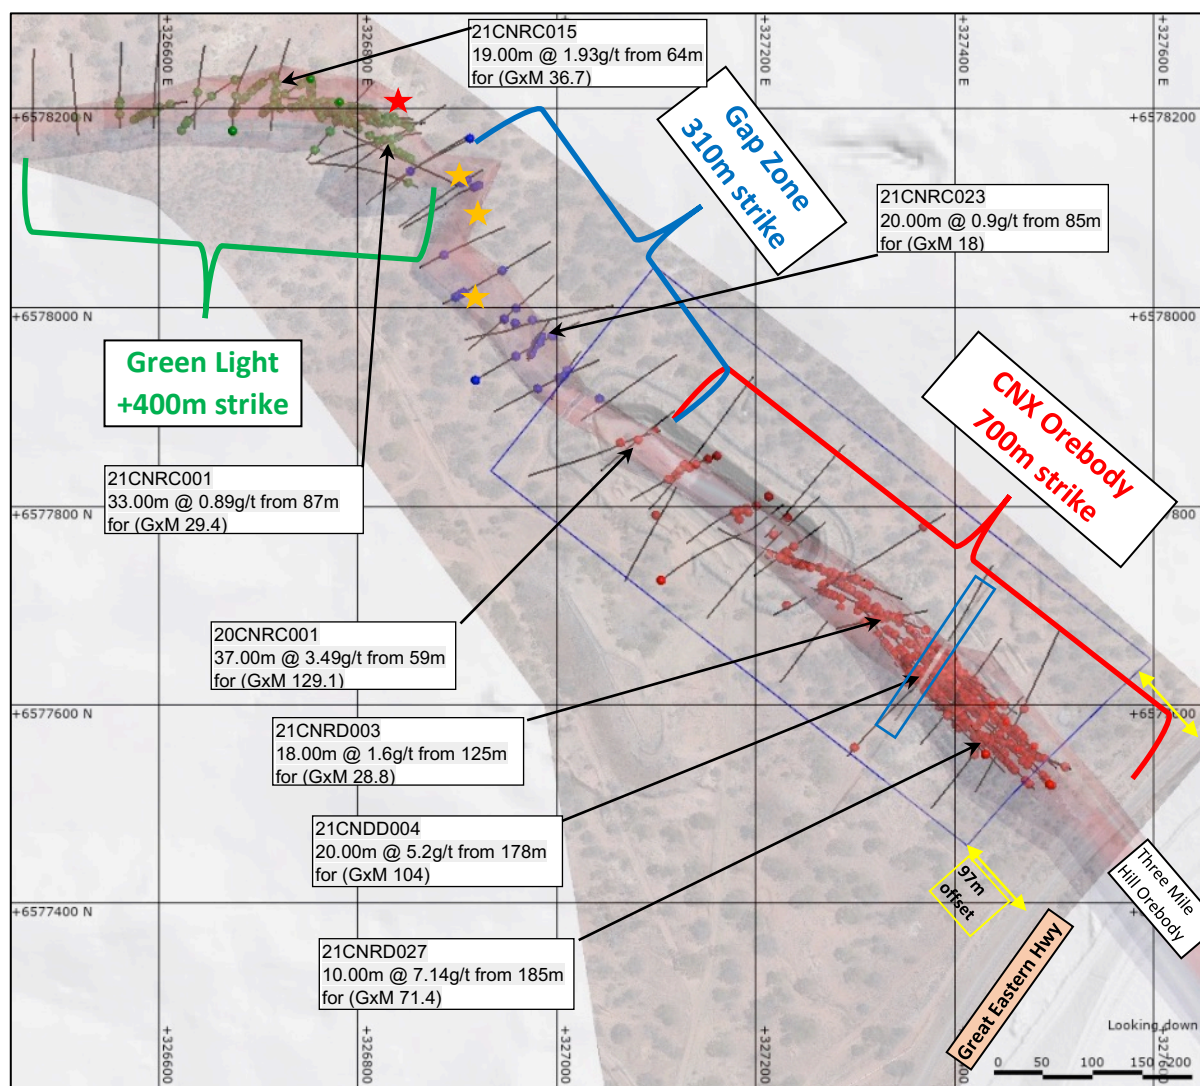 +326600 E
+326800 E
+327200 E
+327400 E
+327600 E
21CNRC015
19.00m @ 1.93g/t from 64m
for (GxM 36.7)
+6578200 N
+6578200 N
Gap Zone
310m strike
21CNRC023
20.00m @ 0.9g/t from 85m
for (GxM 18)
+6578000 N
+6578000 N
Green Light
+400m strike
CNX Orebody
700m strike
21CNRC001
33.00m @ 0.89g/t from 87m
for (GxM 29.4)
+6577800 N
20CNRC001
37.00m @ 3.49g/t from 59m
for (GxM 129.1)
+6577600 N
21CNRD003
18.00m @ 1.6g/t from 125m
for (GxM 28.8)
21CNDD004
20.00m @ 5.2g/t from 178m
for (GxM 104)
Three Mile
Hill Orebody
97m
offset
+6577400 N
21CNRD027
10.00m @ 7.14g/t from 185m
for (GxM 71.4)
Great Eastern Hwy
Looking down
+326600
+326800
+327000
+327200
+327400
0 50 100 150 200